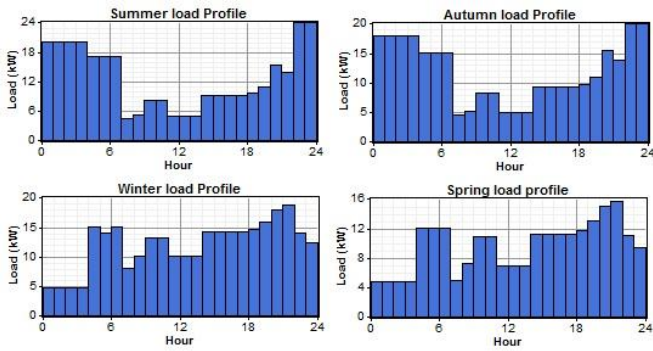 Summer load Profile
24
18
12
6
0
Load (kW)
0 6 12 18 24
Hour
Autumn load Profile
20
15
10
5
0
Load (kW)
0 6 12 18 24
Hour
Winter load Profile
20
15
10
5
0
Load (kW)
0 6 12 18 24
Hour
Spring load profile
16
12
8
4
0
Load (kW)
0 6 12 18 24
Hour